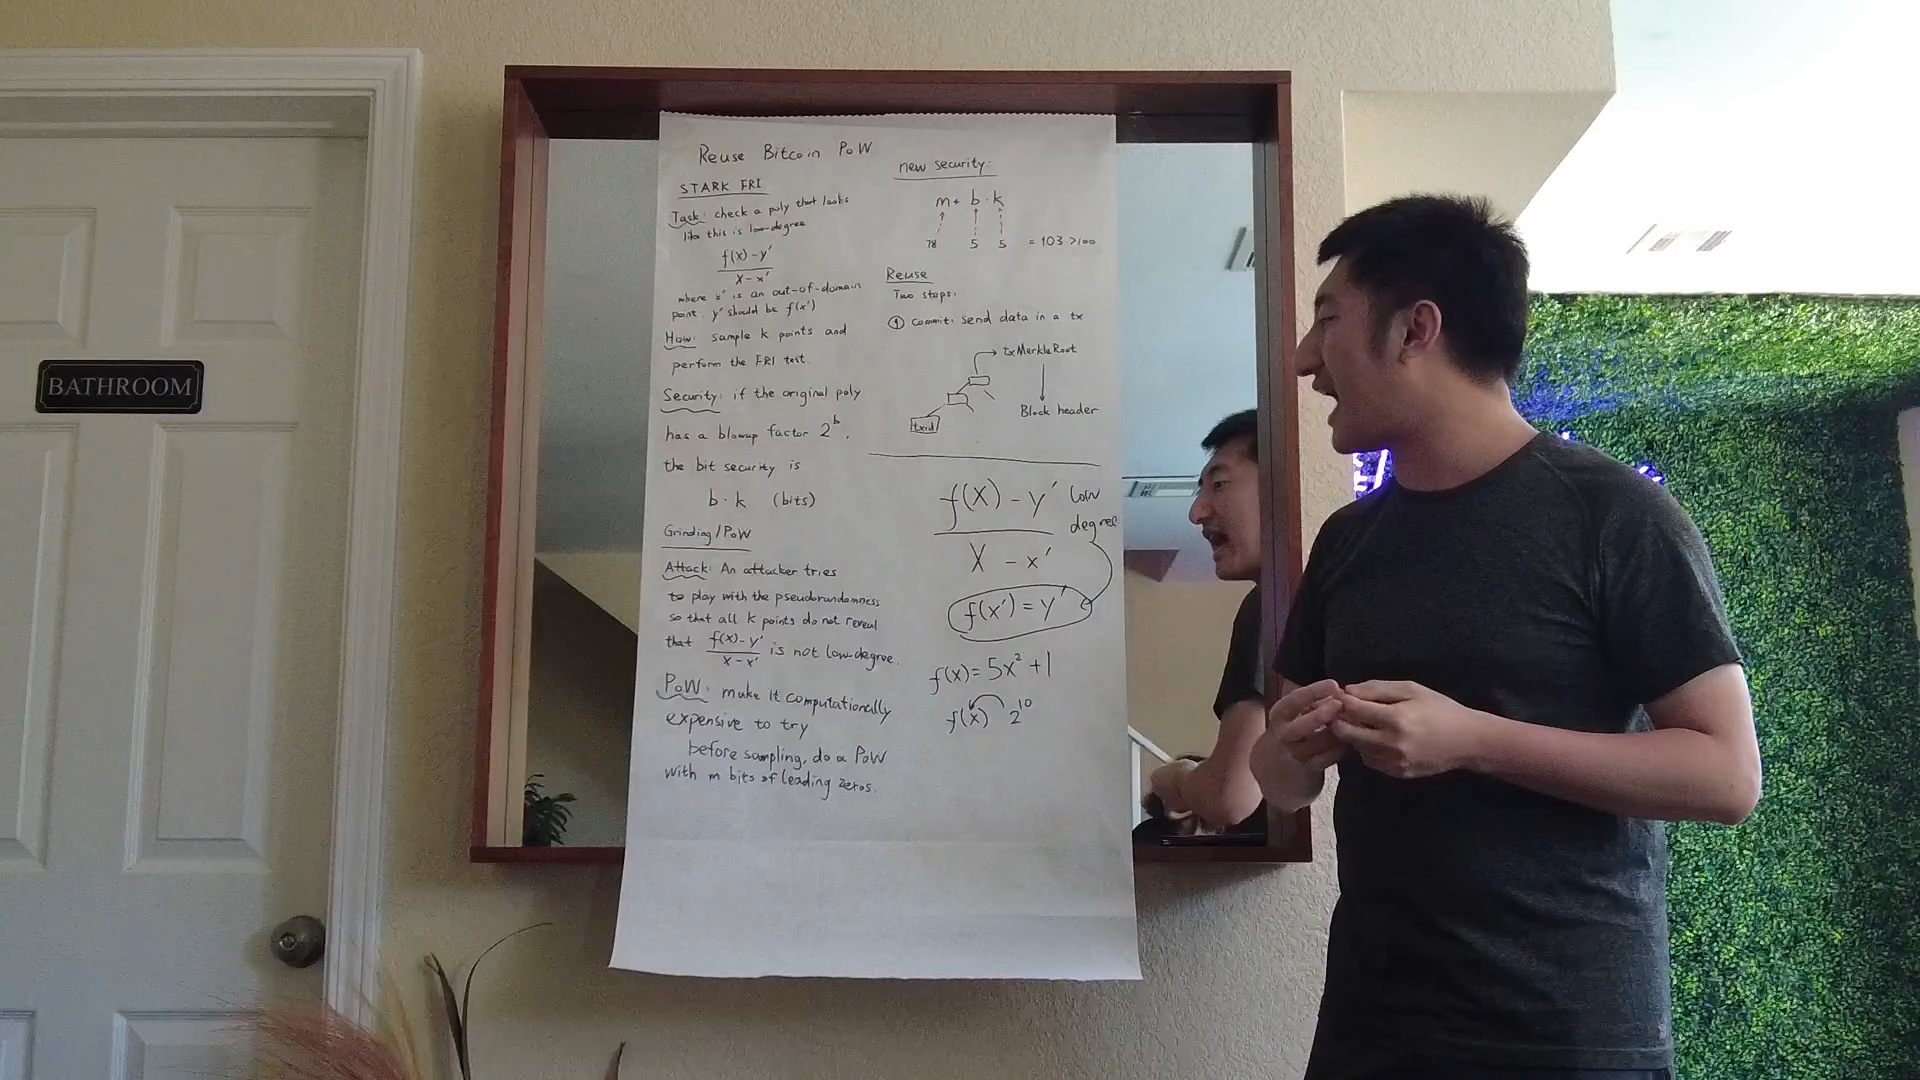 BATHROOM
Reuse Bitcoin PoW
STARK FRI
Task: check a poly that looks
like this is low-degree
f(x) - y'
x - x'
where x' is an out-of-domain
point, y' should be f(x')
How: sample k points and
perform the FRI test.
Security: if the original poly
has a blowup factor 2^b,
the bit security is
b · k (bits)
Grinding/PoW
Attack: An attacker tries
to play with the pseudorandomness
so that all k points do not reveal
that f(x) - y' / x - x' is not low-degree.
PoW: make it computationally
expensive to try
before sampling, do a PoW
with m bits of leading zeros.
new security:
m + b · k
78 5 5 = 103 > 100
Reuse
Two steps:
① Commit: send data in a tx
txMerkleRoot
Block header
txid
f(X) - y' low
degree
X - x'
f(x') = y'
f(x) = 5x² + 1
f(x) 2^10